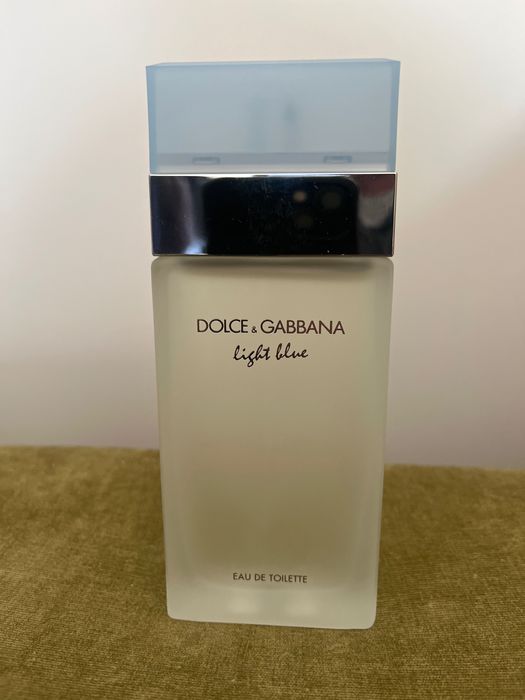 DOLCE & GABBANA
light blue
EAU DE TOILETTE